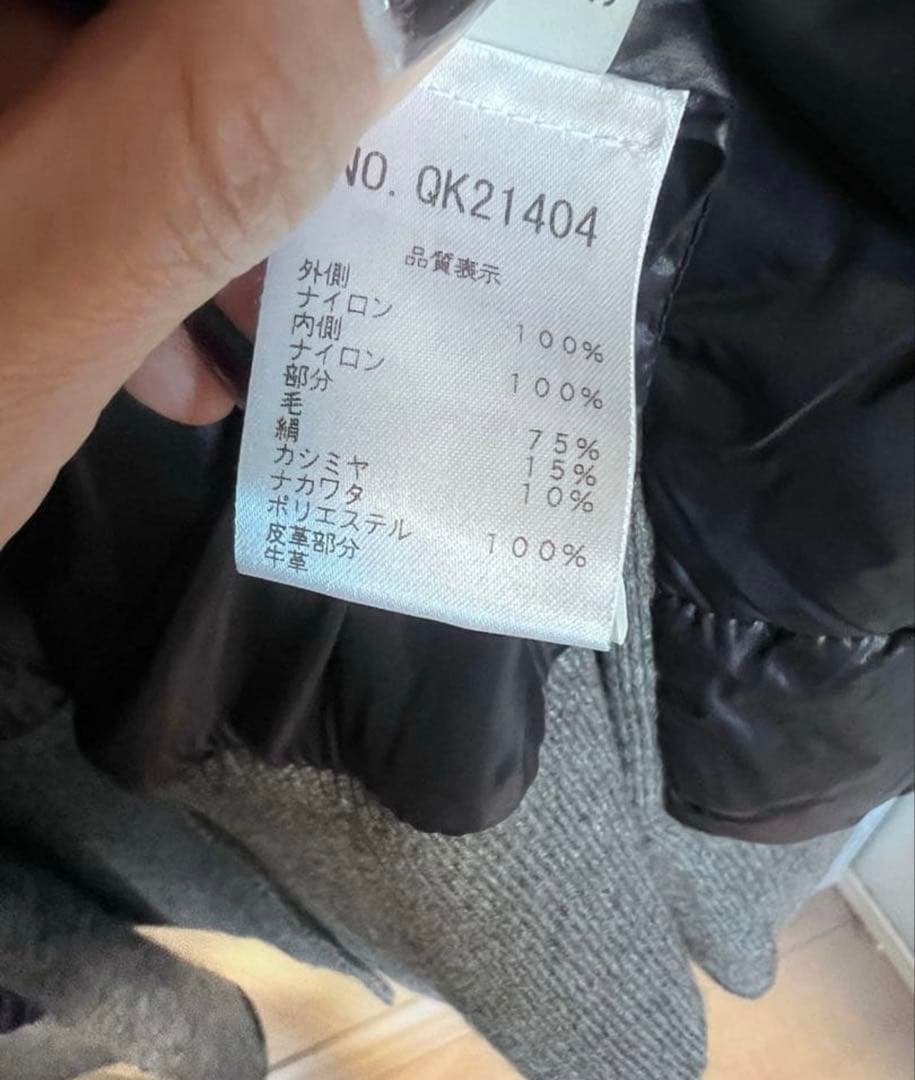 NO. QK21404
品質表示
外側
ナイロン 100%
内側
ナイロン 100%
部分
毛 75%
絹 15%
カシミヤ 10%
ナカワタ
ポリエステル 100%
皮革部分
牛革